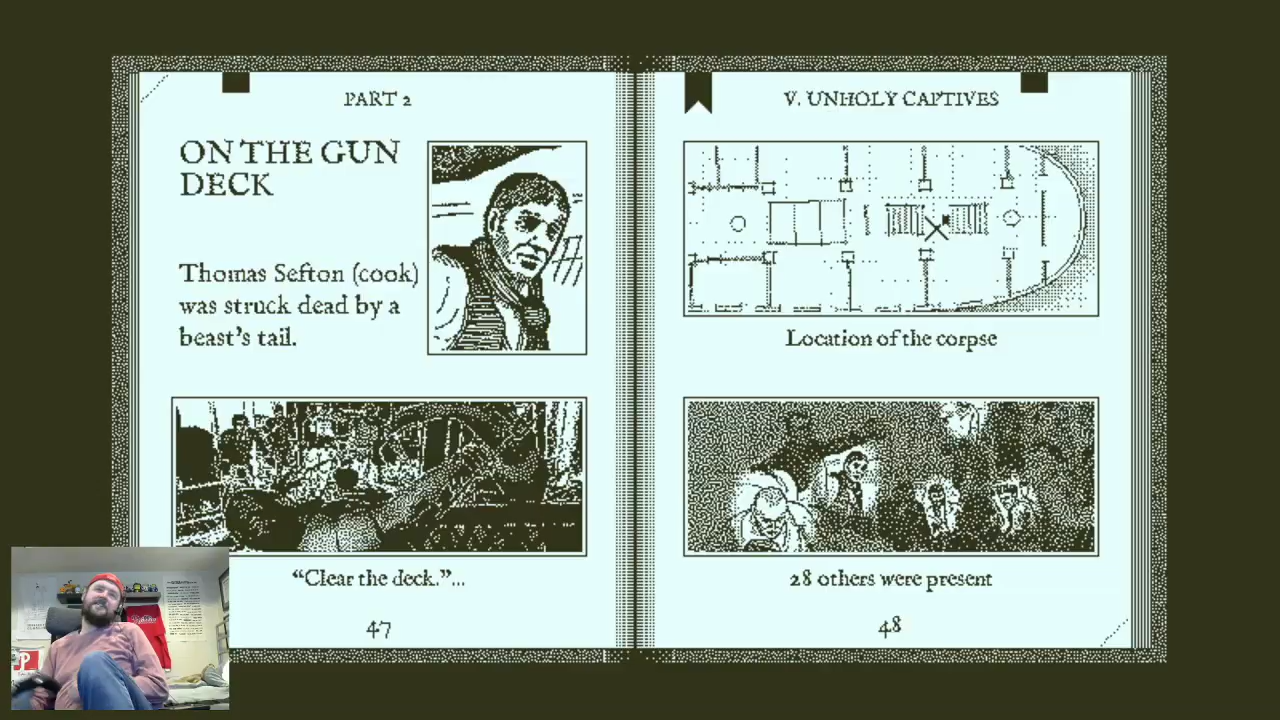 PART 2
ON THE GUN
DECK
Thomas Sefton (cook)
was struck dead by a
beast's tail.
"Clear the deck."...
47
V. UNHOLY CAPTIVES
Location of the corpse
28 others were present
48